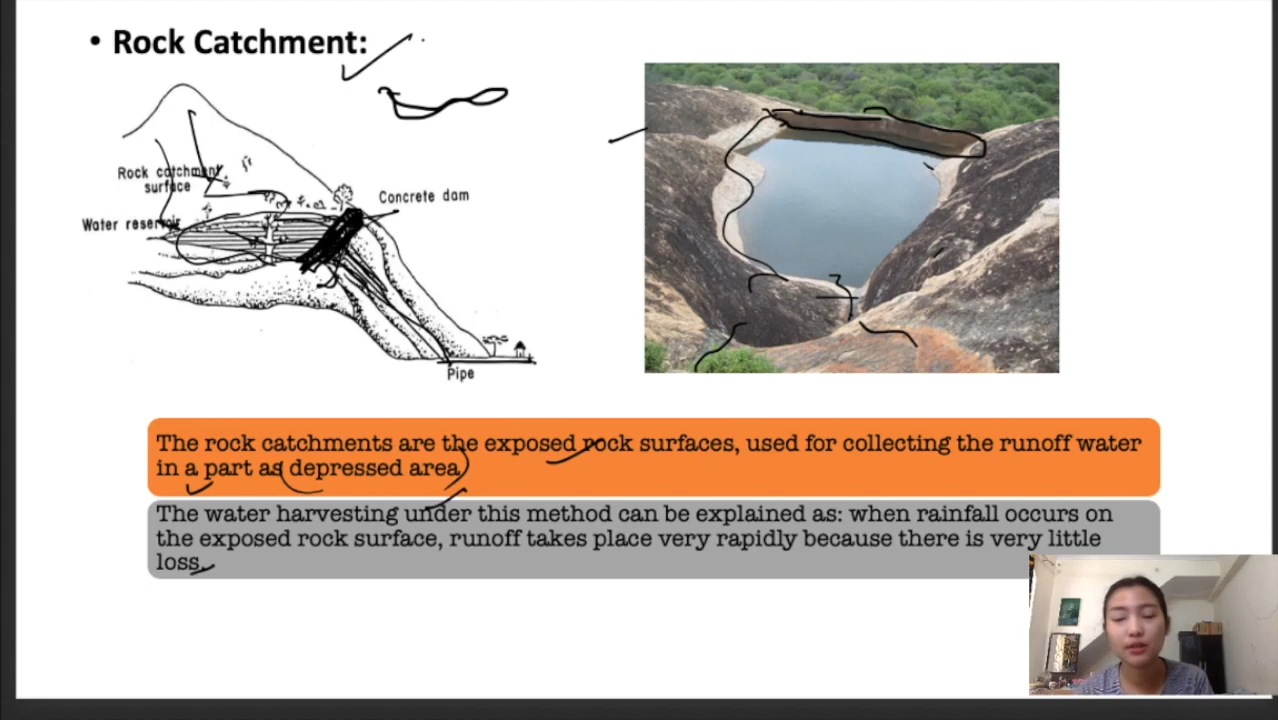 • Rock Catchment:
Rock catchment
surface
Concrete dam
Water reservoir
Pipe
The rock catchments are the exposed rock surfaces, used for collecting the runoff water
in a part as depressed area
The water harvesting under this method can be explained as: when rainfall occurs on
the exposed rock surface, runoff takes place very rapidly because there is very little
loss.